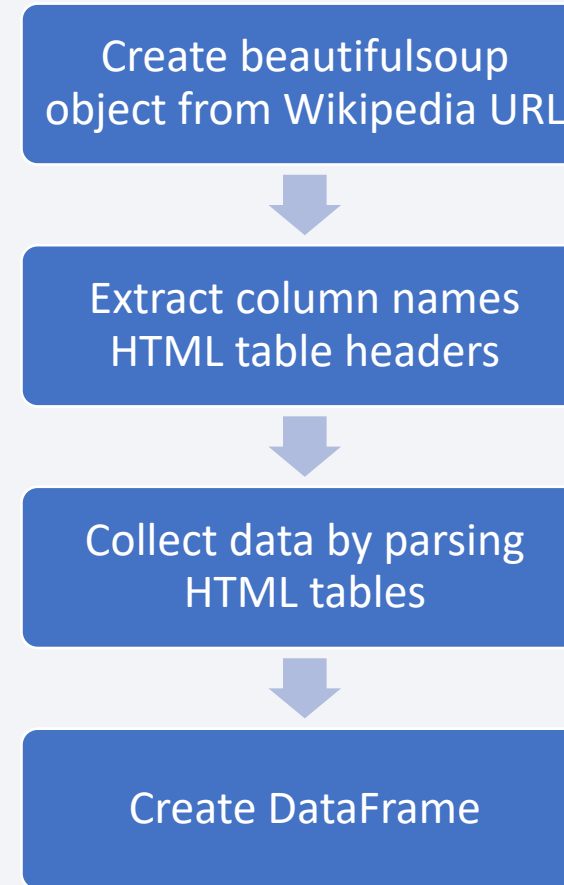 Create beautifulsoup
object from Wikipedia URL
Extract column names
HTML table headers
Collect data by parsing
HTML tables
Create DataFrame